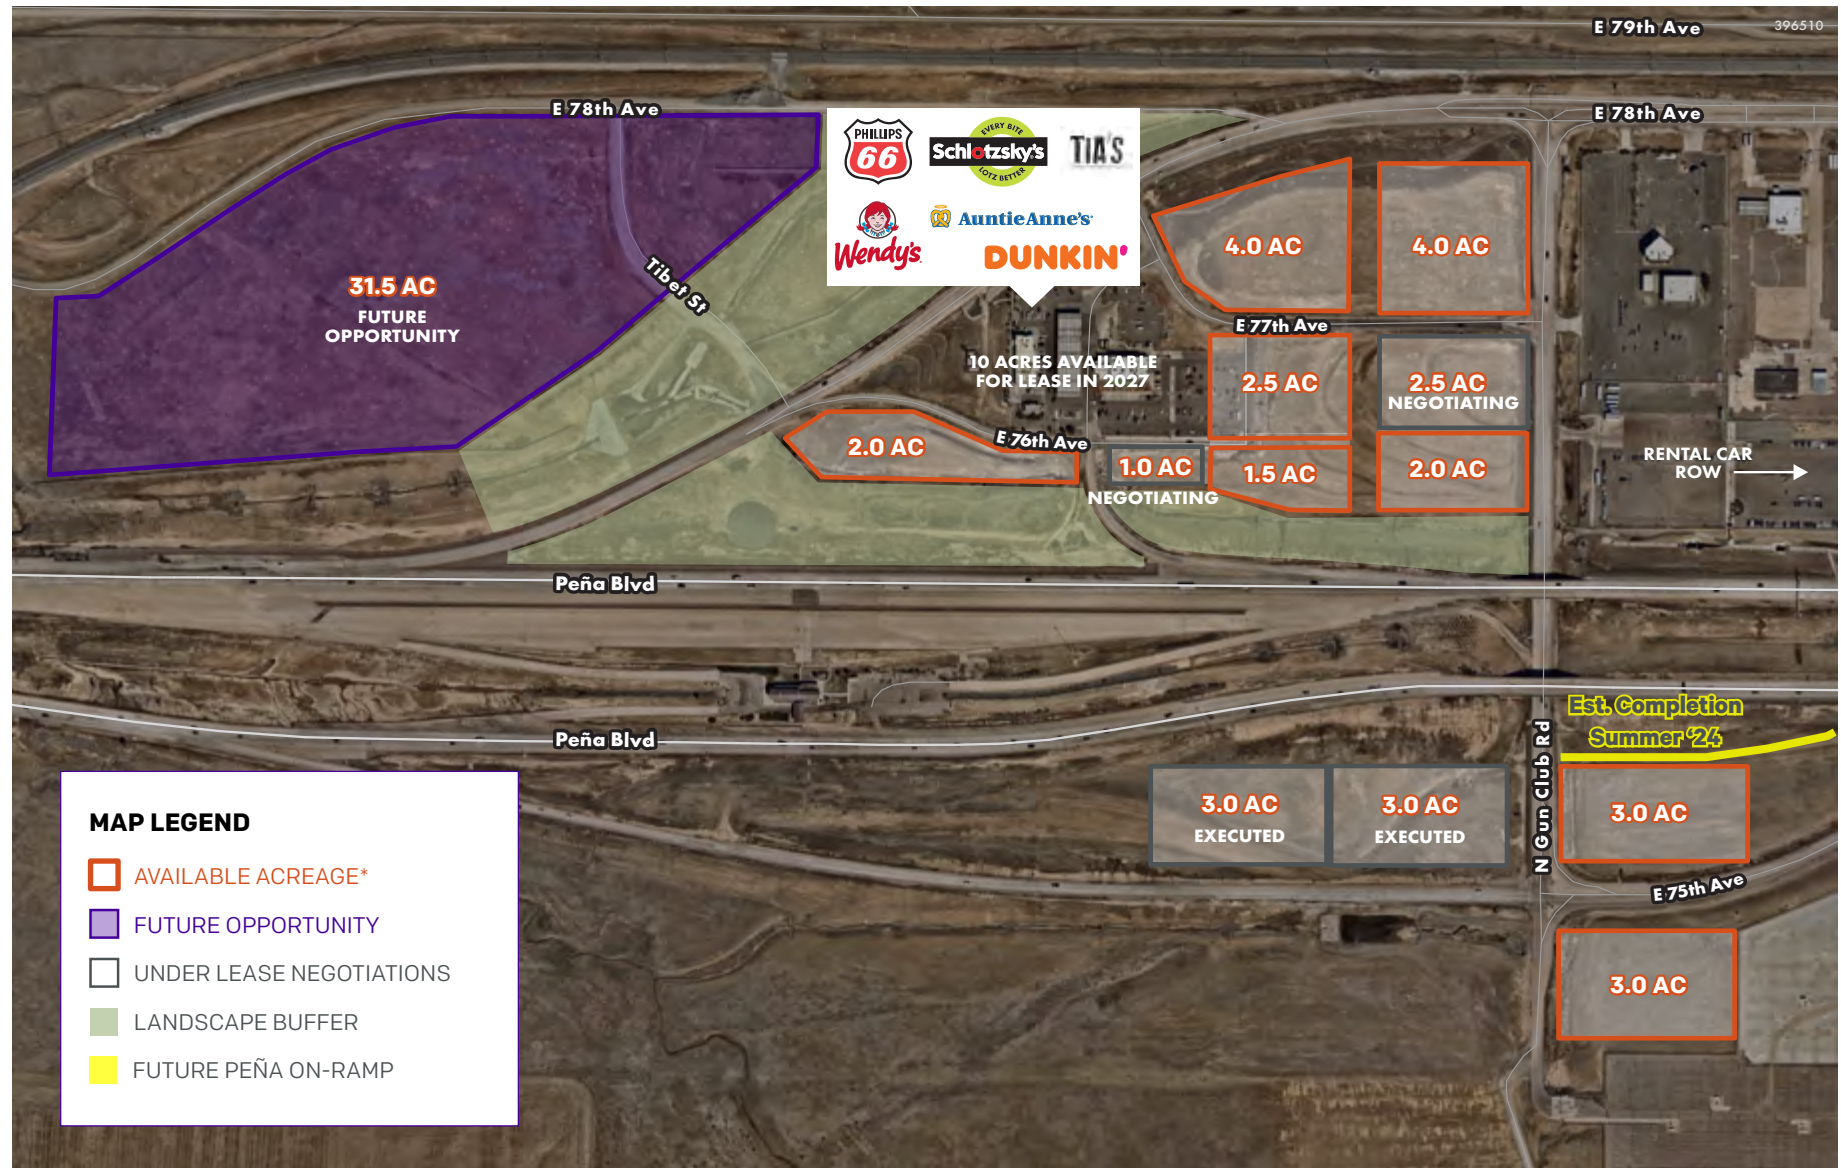 E 79th Ave
396510
E 78th Ave
E 78th Ave
PHILLIPS
66
EVERY BITE
Schlotzsky's
LOTZ BETTER
TIA'S
Wendy's
Auntie Anne's
DUNKIN'
4.0 AC
4.0 AC
31.5 AC
FUTURE
OPPORTUNITY
Tibet St
E 77th Ave
10 ACRES AVAILABLE
FOR LEASE IN 2027
2.5 AC
2.5 AC
NEGOTIATING
2.0 AC
E 76th Ave
1.0 AC
NEGOTIATING
1.5 AC
2.0 AC
RENTAL CAR
ROW
Peña Blvd
Peña Blvd
N Gun Club Rd
Est. Completion
Summer '24
3.0 AC
EXECUTED
3.0 AC
EXECUTED
3.0 AC
E 75th Ave
3.0 AC
MAP LEGEND
AVAILABLE ACREAGE*
FUTURE OPPORTUNITY
UNDER LEASE NEGOTIATIONS
LANDSCAPE BUFFER
FUTURE PEÑA ON-RAMP